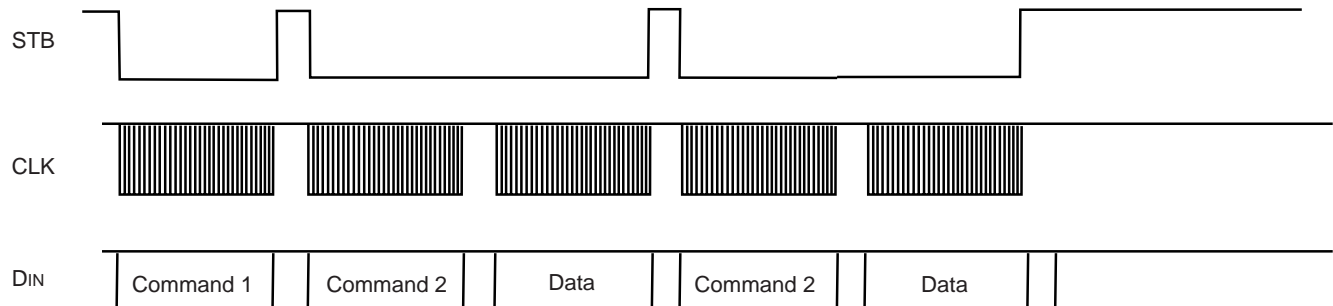 STB
CLK
DIN
Command 1
Command 2
Data
Command 2
Data